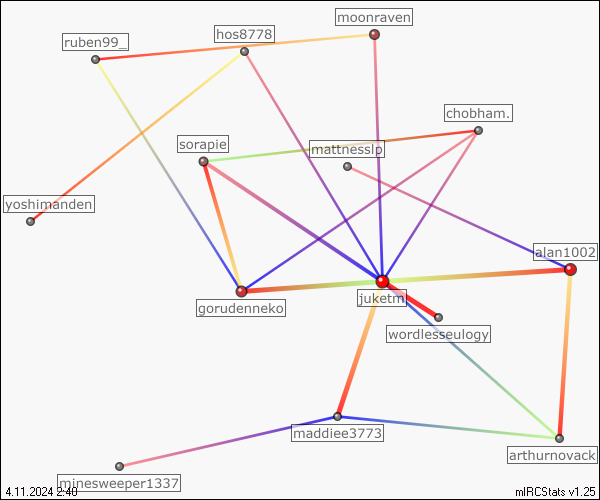 moonraven
hos8778
ruben99_
chobham.
mattnesslp
sorapie
yoshimanden
alan1002
juketm
gorudenneko
wordlesseulogy
maddiee3773
arthurnovack
minesweeper1337
4.11.2024 2:40
mIRCStats v1.25